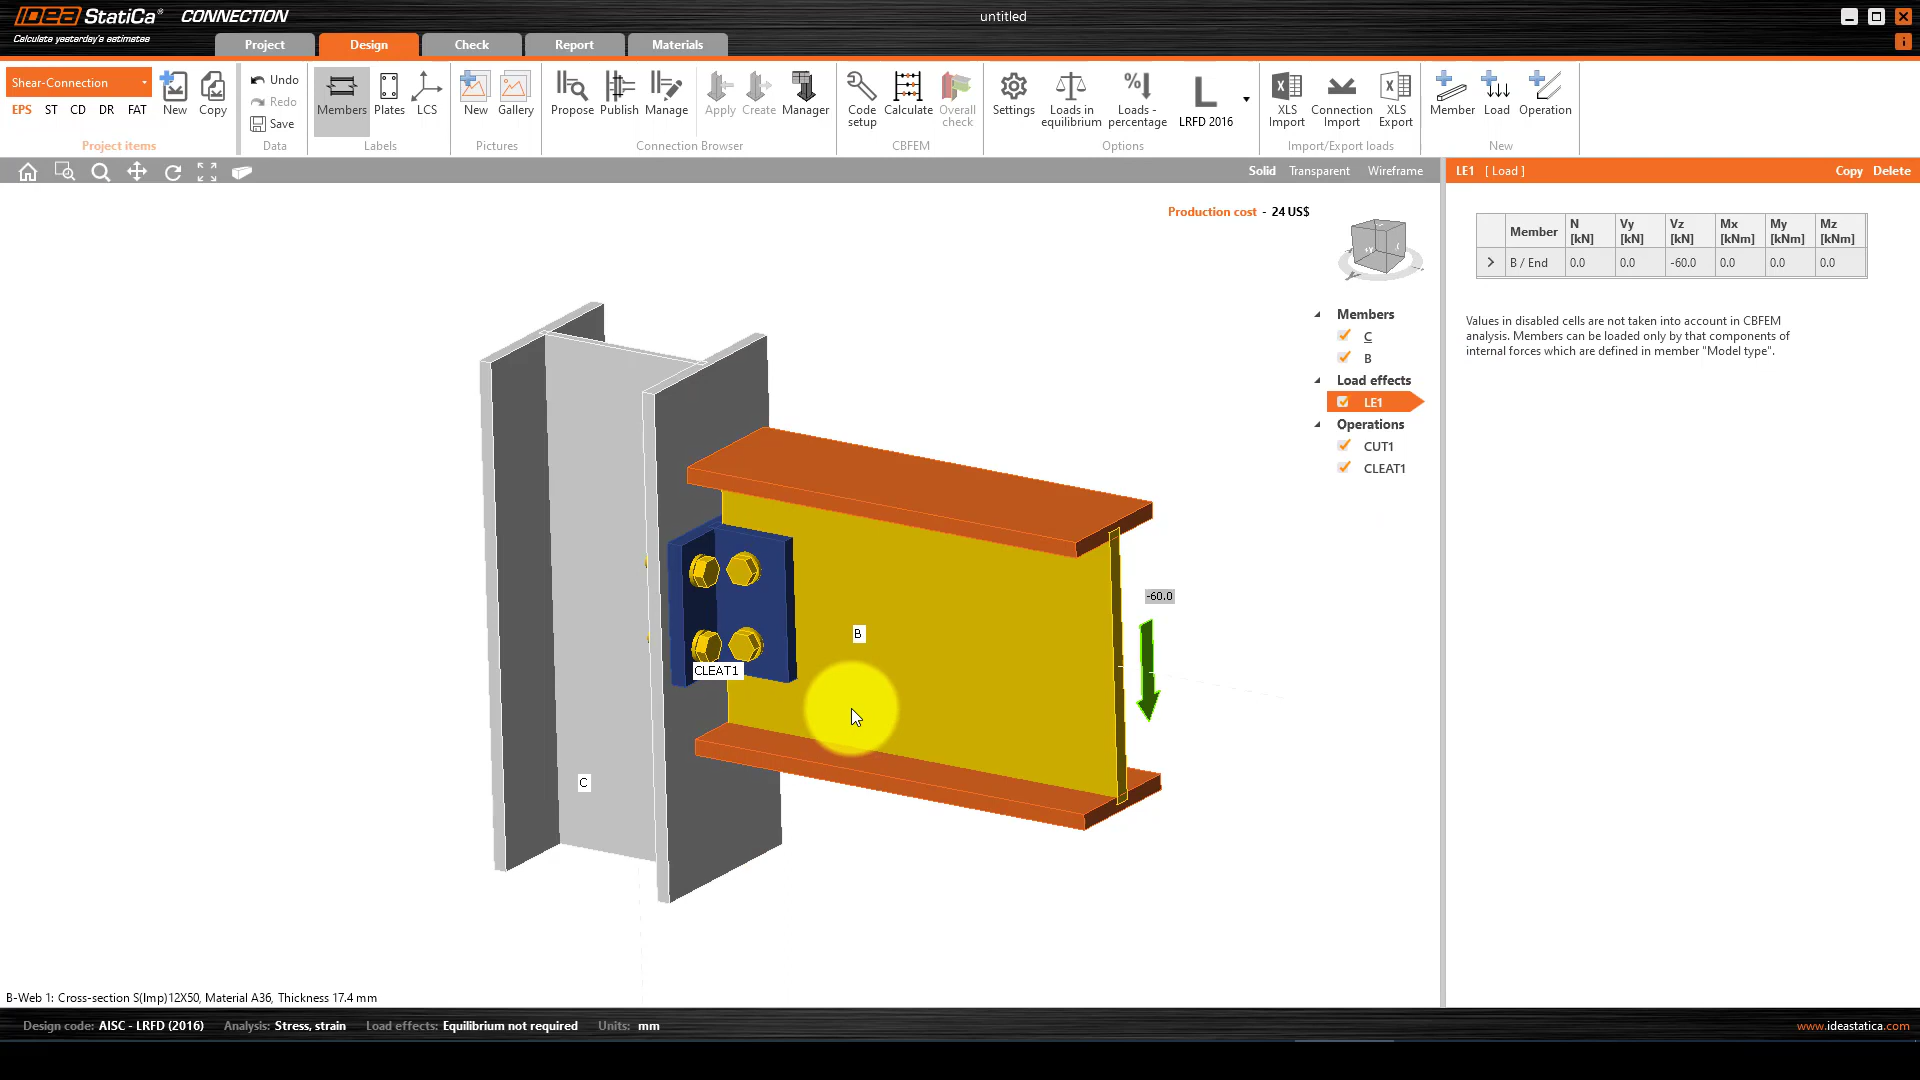 IDEA StatiCa® CONNECTION
Calculate yesterday's estimates
untitled
Project
Design
Check
Report
Materials
Shear-Connection
EPS ST CD DR FAT
New
Copy
Project items
Undo
Redo
Save
Data
Members
Plates
LCS
Labels
New
Gallery
Pictures
Propose
Publish
Manage
Apply
Create
Manager
Connection Browser
Code setup
Calculate
Overall check
CBFEM
Settings
Loads in equilibrium
Loads - percentage
LRFD 2016
Options
XLS Import
Connection Import
XLS Export
Import/Export loads
Member
Load
Operation
New
Solid Transparent Wireframe
LE1 [ Load ]
Copy Delete
Production cost - 24 US$
Member N [kN] Vy [kN] Vz [kN] Mx [kNm] My [kNm] Mz [kNm]
B / End 0.0 0.0 -60.0 0.0 0.0 0.0
Values in disabled cells are not taken into account in CBFEM
analysis. Members can be loaded only by that components of
internal forces which are defined in member "Model type".
Members
C
B
Load effects
LE1
Operations
CUT1
CLEAT1
-60.0
B
CLEAT1
C
B-Web 1: Cross-section S(Imp)12X50, Material A36, Thickness 17.4 mm
Design code: AISC - LRFD (2016) Analysis: Stress, strain Load effects: Equilibrium not required Units: mm
www.ideastatica.com